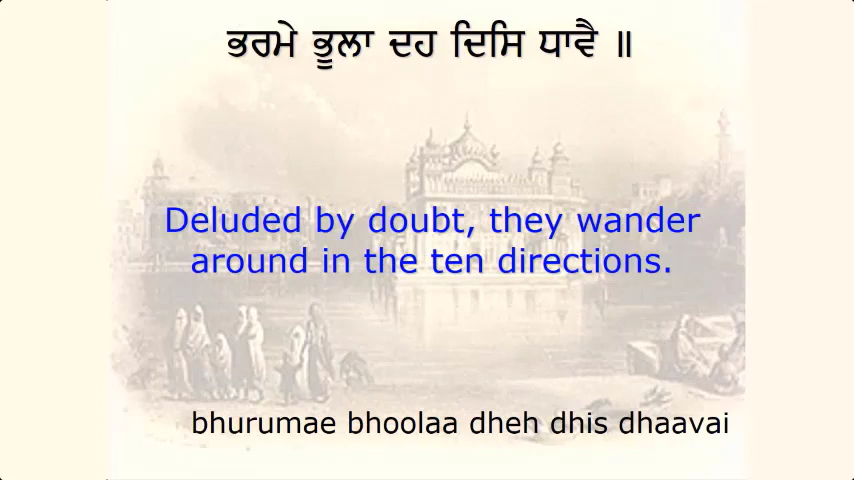 ਭਰਮੇ ਭੂਲਾ ਦਹ ਦਿਸਿ ਧਾਵੈ ॥
Deluded by doubt, they wander
around in the ten directions.
bhurumae bhoolaa dheh dhis dhaavai